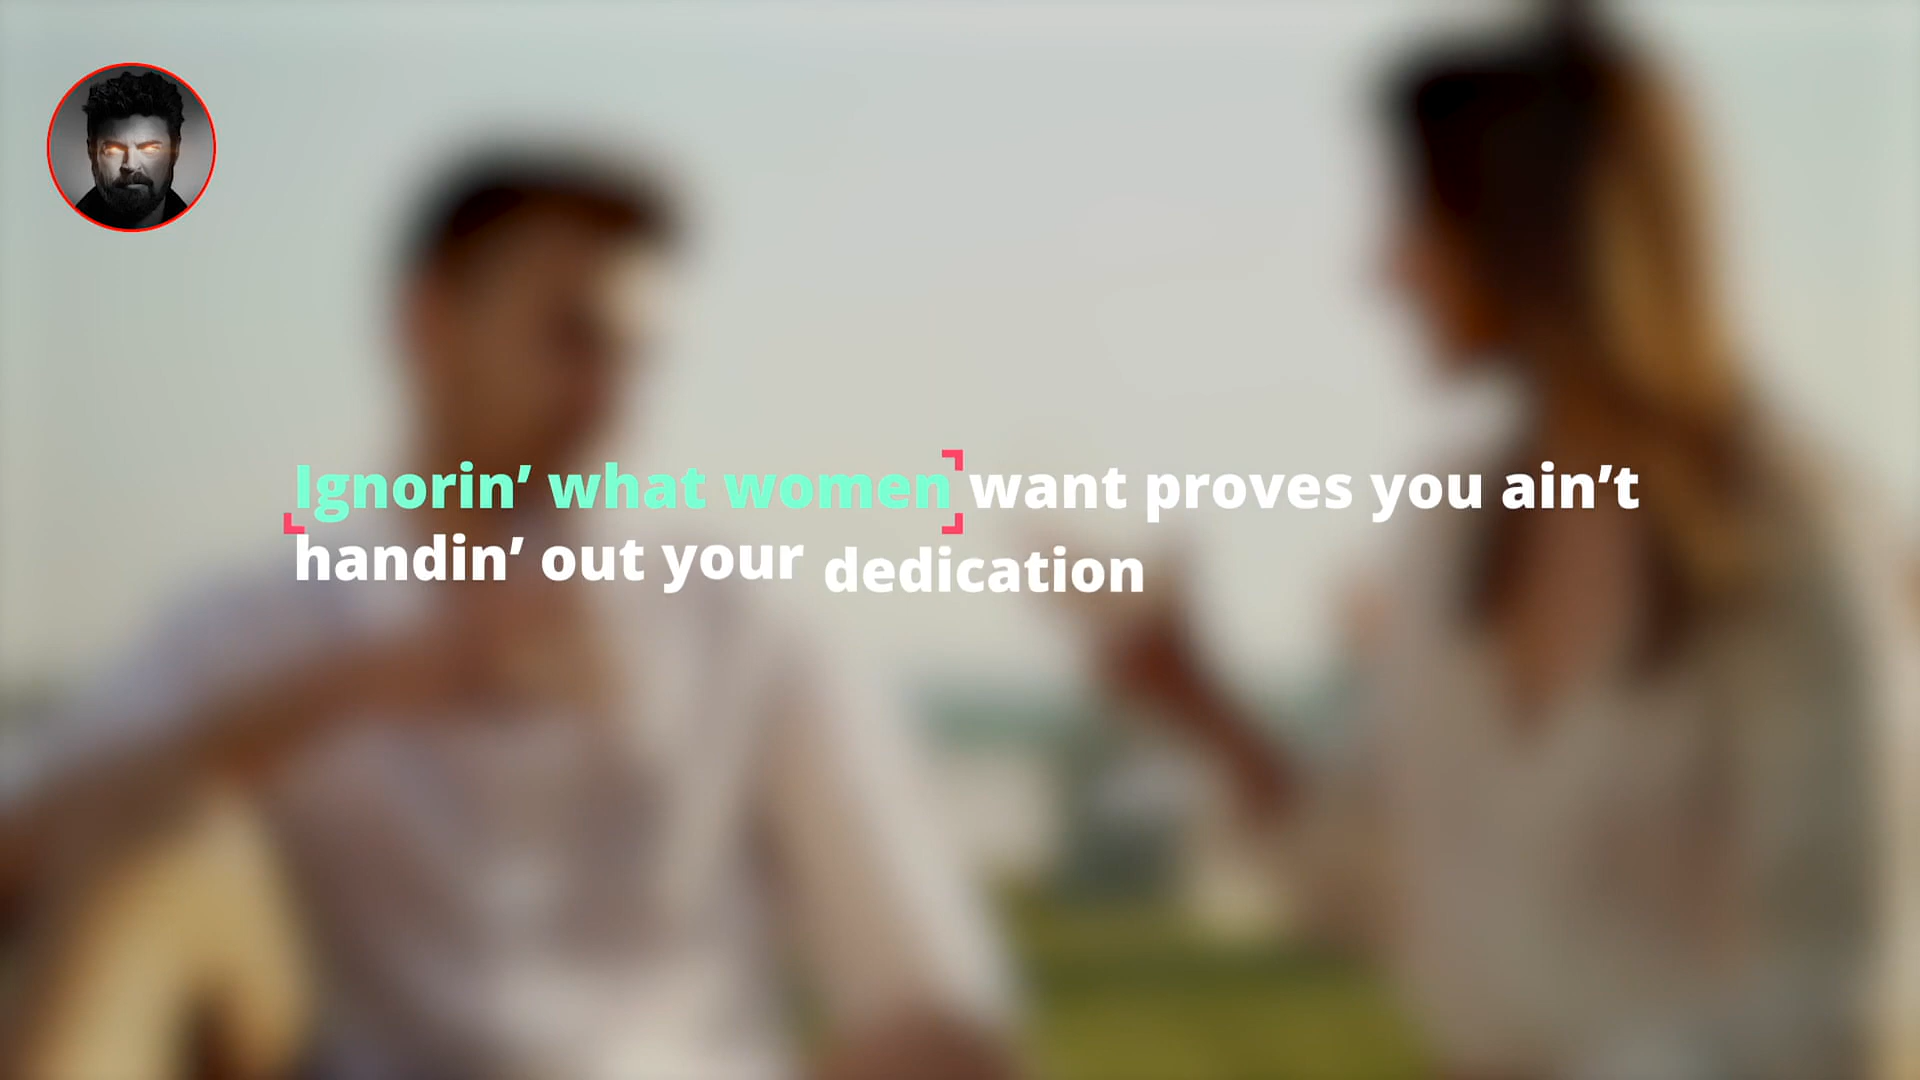 Ignorin’ what women want proves you ain’t
handin’ out your dedication